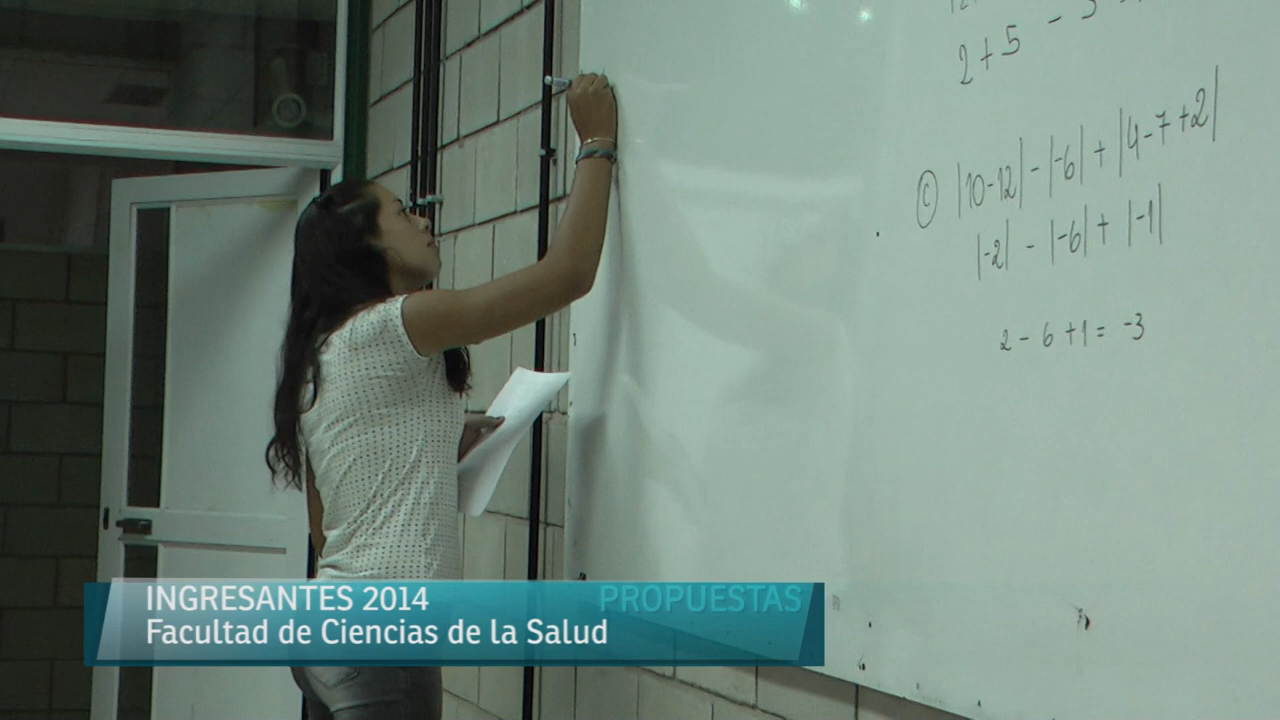 2 + 5 -
© |10-12| - |-6| + |4-7+2|
|-2| - |-6| + |-1|
2 - 6 + 1 = -3
INGRESANTES 2014
PROPUESTAS
Facultad de Ciencias de la Salud